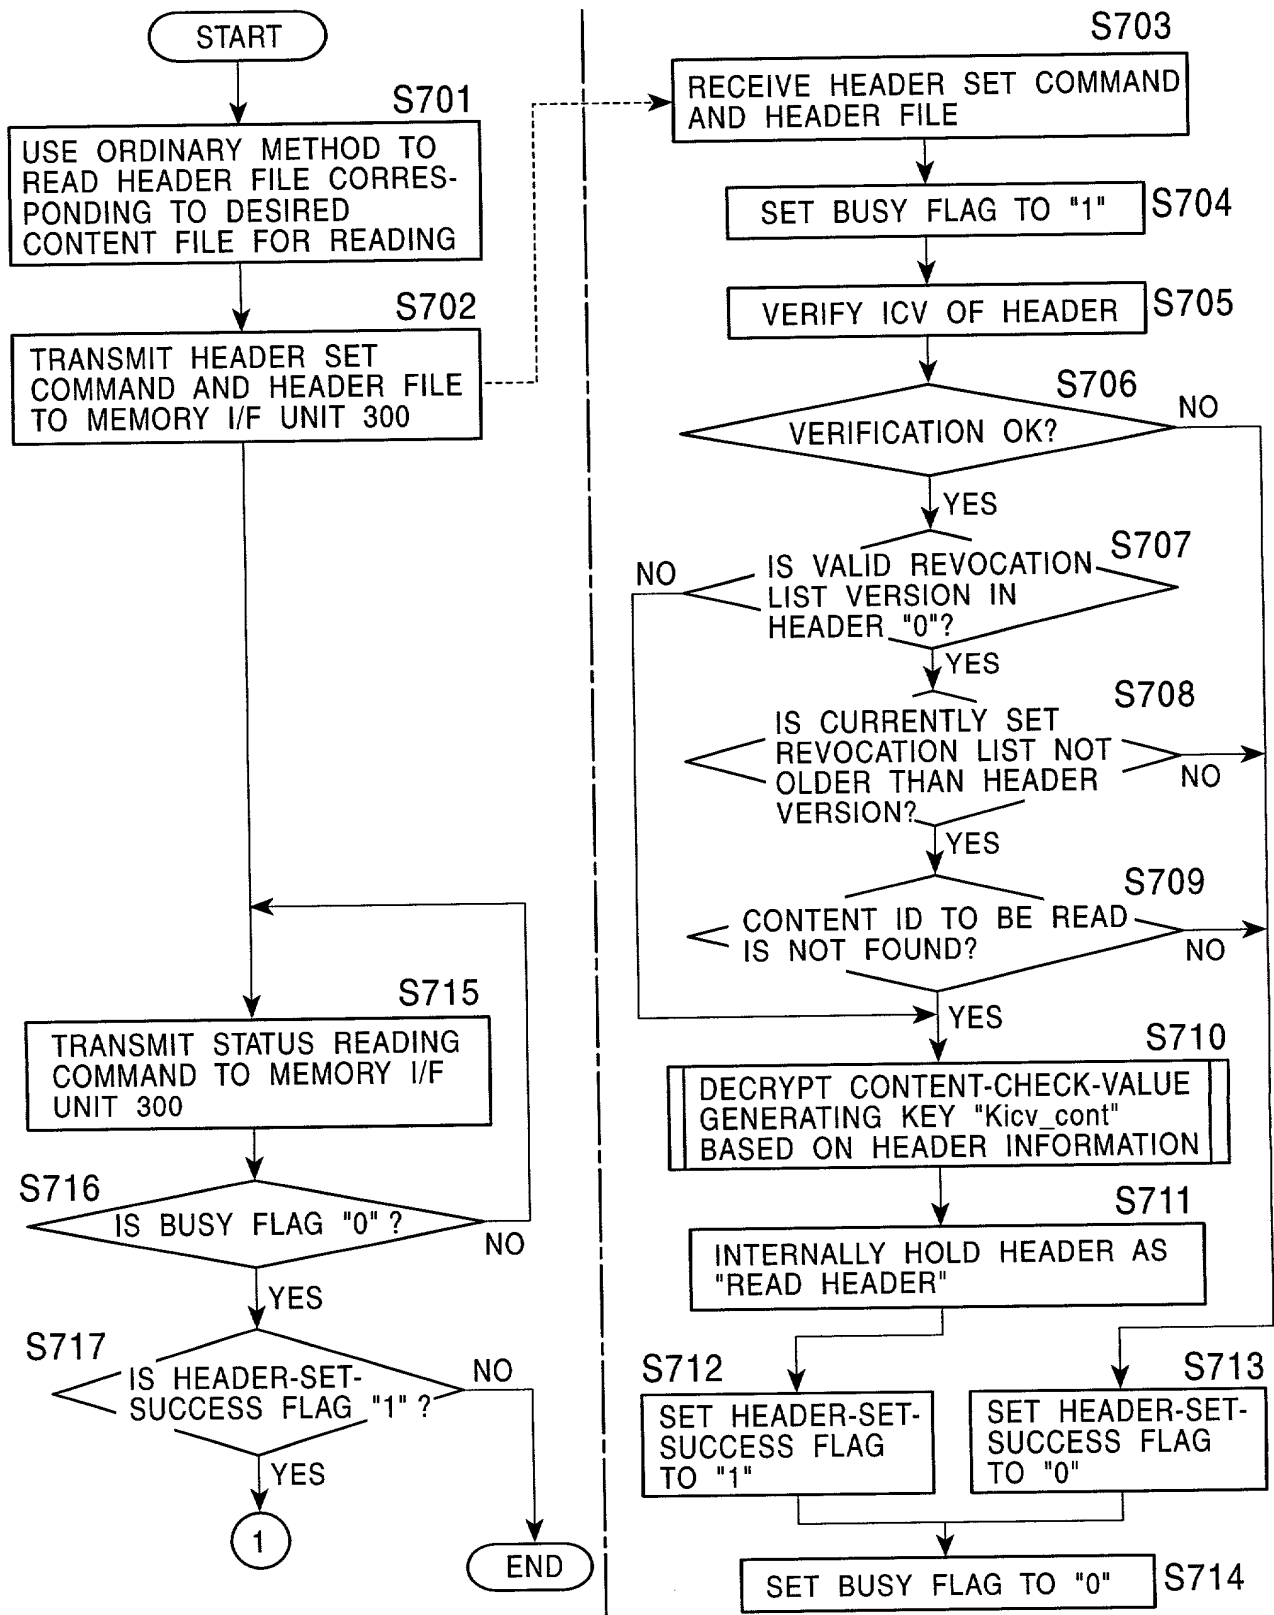 START
S701
USE ORDINARY METHOD TO
READ HEADER FILE CORRES-
PONDING TO DESIRED
CONTENT FILE FOR READING
S702
TRANSMIT HEADER SET
COMMAND AND HEADER FILE
TO MEMORY I/F UNIT 300
S715
TRANSMIT STATUS READING
COMMAND TO MEMORY I/F
UNIT 300
S716
IS BUSY FLAG "0" ?
NO
YES
S717
IS HEADER-SET-
SUCCESS FLAG "1" ?
NO
YES
1
END
S703
RECEIVE HEADER SET COMMAND
AND HEADER FILE
SET BUSY FLAG TO "1"
S704
VERIFY ICV OF HEADER
S705
S706
VERIFICATION OK?
NO
YES
S707
NO
IS VALID REVOCATION
LIST VERSION IN
HEADER "0"?
YES
S708
IS CURRENTLY SET
REVOCATION LIST NOT
OLDER THAN HEADER
VERSION?
NO
YES
S709
CONTENT ID TO BE READ
IS NOT FOUND?
NO
YES
S710
DECRYPT CONTENT-CHECK-VALUE
GENERATING KEY "Kicv_cont"
BASED ON HEADER INFORMATION
S711
INTERNALLY HOLD HEADER AS
"READ HEADER"
S712
SET HEADER-SET-
SUCCESS FLAG
TO "1"
S713
SET HEADER-SET-
SUCCESS FLAG
TO "0"
SET BUSY FLAG TO "0"
S714